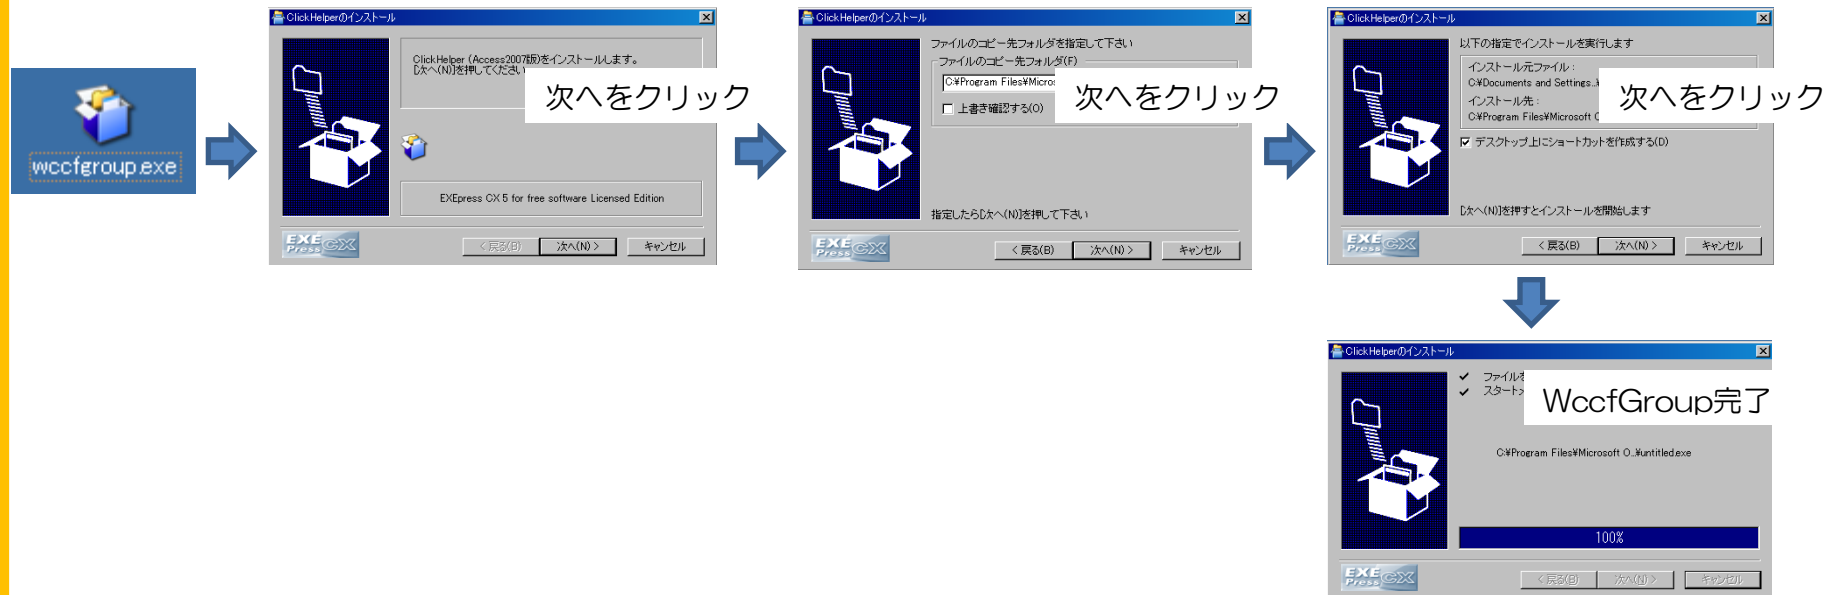 wccfgroup.exe
ClickHelperのインストール
ClickHelper (Access2007版)をインストールします。
[次へ(N)]を押してください
次へをクリック
EXEpress CX 5 for free software Licensed Edition
EXE Press CX
< 戻る(B)
次へ(N) >
キャンセル
ClickHelperのインストール
ファイルのコピー先フォルダを指定して下さい
ファイルのコピー先フォルダ(F)
C:¥Program Files¥Micros
次へをクリック
上書き確認する(O)
指定したら[次へ(N)]を押して下さい
EXE Press CX
< 戻る(B)
次へ(N) >
キャンセル
ClickHelperのインストール
以下の指定でインストールを実行します
インストール元ファイル :
C:¥Documents and Settings..¥
次へをクリック
インストール先 :
C:¥Program Files¥Microsoft O
デスクトップ上にショートカットを作成する(D)
[次へ(N)]を押すとインストールを開始します
EXE Press CX
< 戻る(B)
次へ(N) >
キャンセル
ClickHelperのインストール
ファイルを
スタート
WccfGroup完了
C:¥Program Files¥Microsoft O..¥untitled.exe
100%
EXE Press CX
< 戻る(B)
次へ(N) >
キャンセル